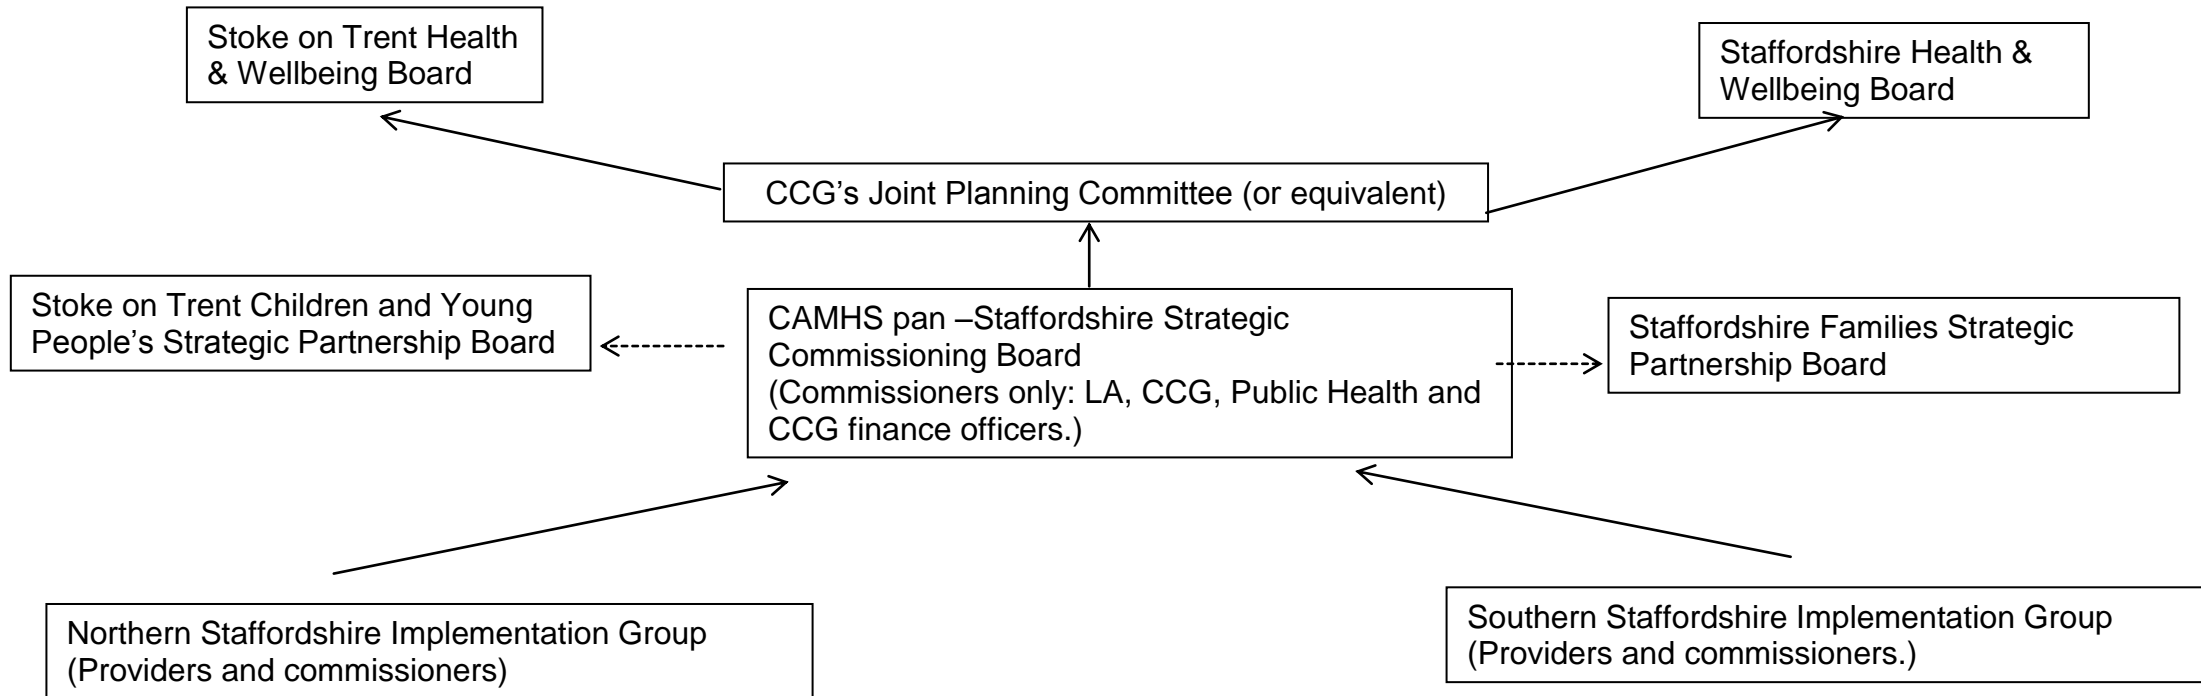 Stoke on Trent Health
& Wellbeing Board
Staffordshire Health &
Wellbeing Board
CCG’s Joint Planning Committee (or equivalent)
Stoke on Trent Children and Young
People’s Strategic Partnership Board
CAMHS pan –Staffordshire Strategic
Commissioning Board
(Commissioners only: LA, CCG, Public Health and
CCG finance officers.)
Staffordshire Families Strategic
Partnership Board
Northern Staffordshire Implementation Group
(Providers and commissioners)
Southern Staffordshire Implementation Group
(Providers and commissioners.)